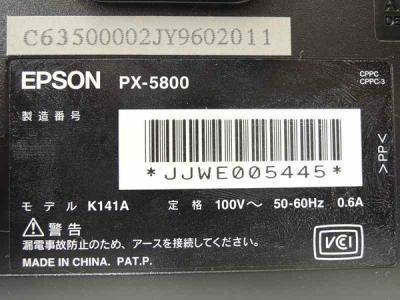 C63500002JY9602011
EPSON PX-5800
CPPC
CPPC-3
製造番号
*JJWE005445*
>PP<
モデル K141A 定格 100V～ 50-60Hz 0.6A
警告
漏電事故防止のため、アースを接続してください。
MADE IN CHINA. PAT.P.
VCI